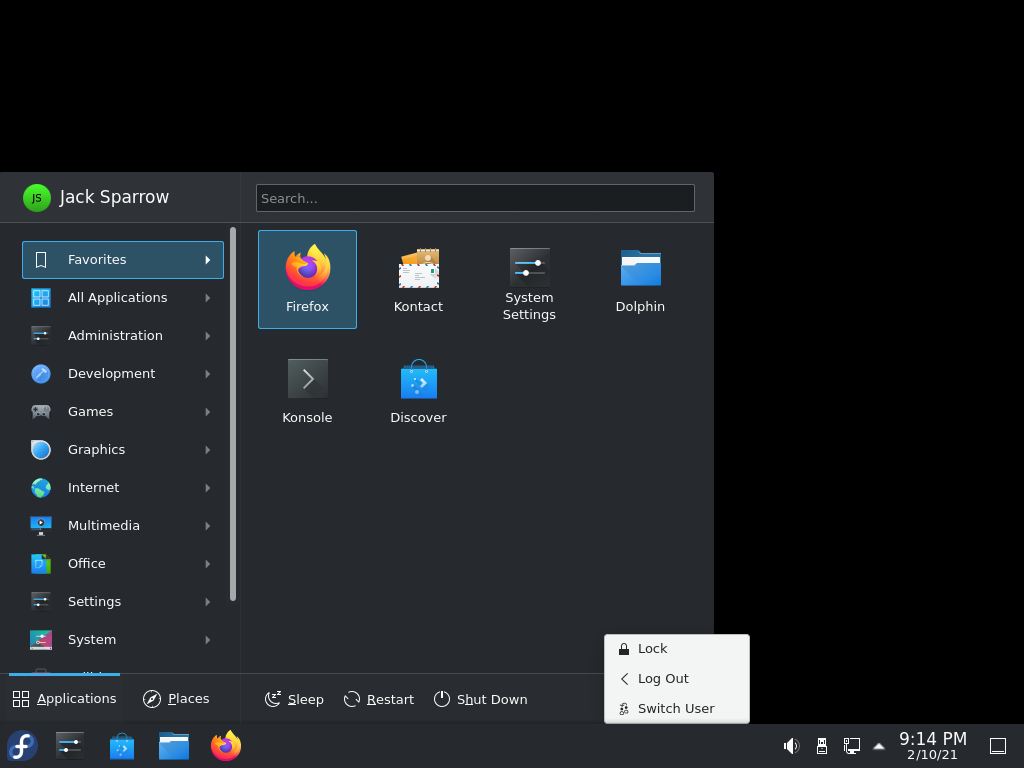 JS
Jack Sparrow
Search...
Favorites
All Applications
Administration
Development
Games
Graphics
Internet
Multimedia
Office
Settings
System
Firefox
Kontact
System
Settings
Dolphin
Konsole
Discover
Applications
Places
Sleep
Restart
Shut Down
Lock
Log Out
Switch User
9:14 PM
2/10/21